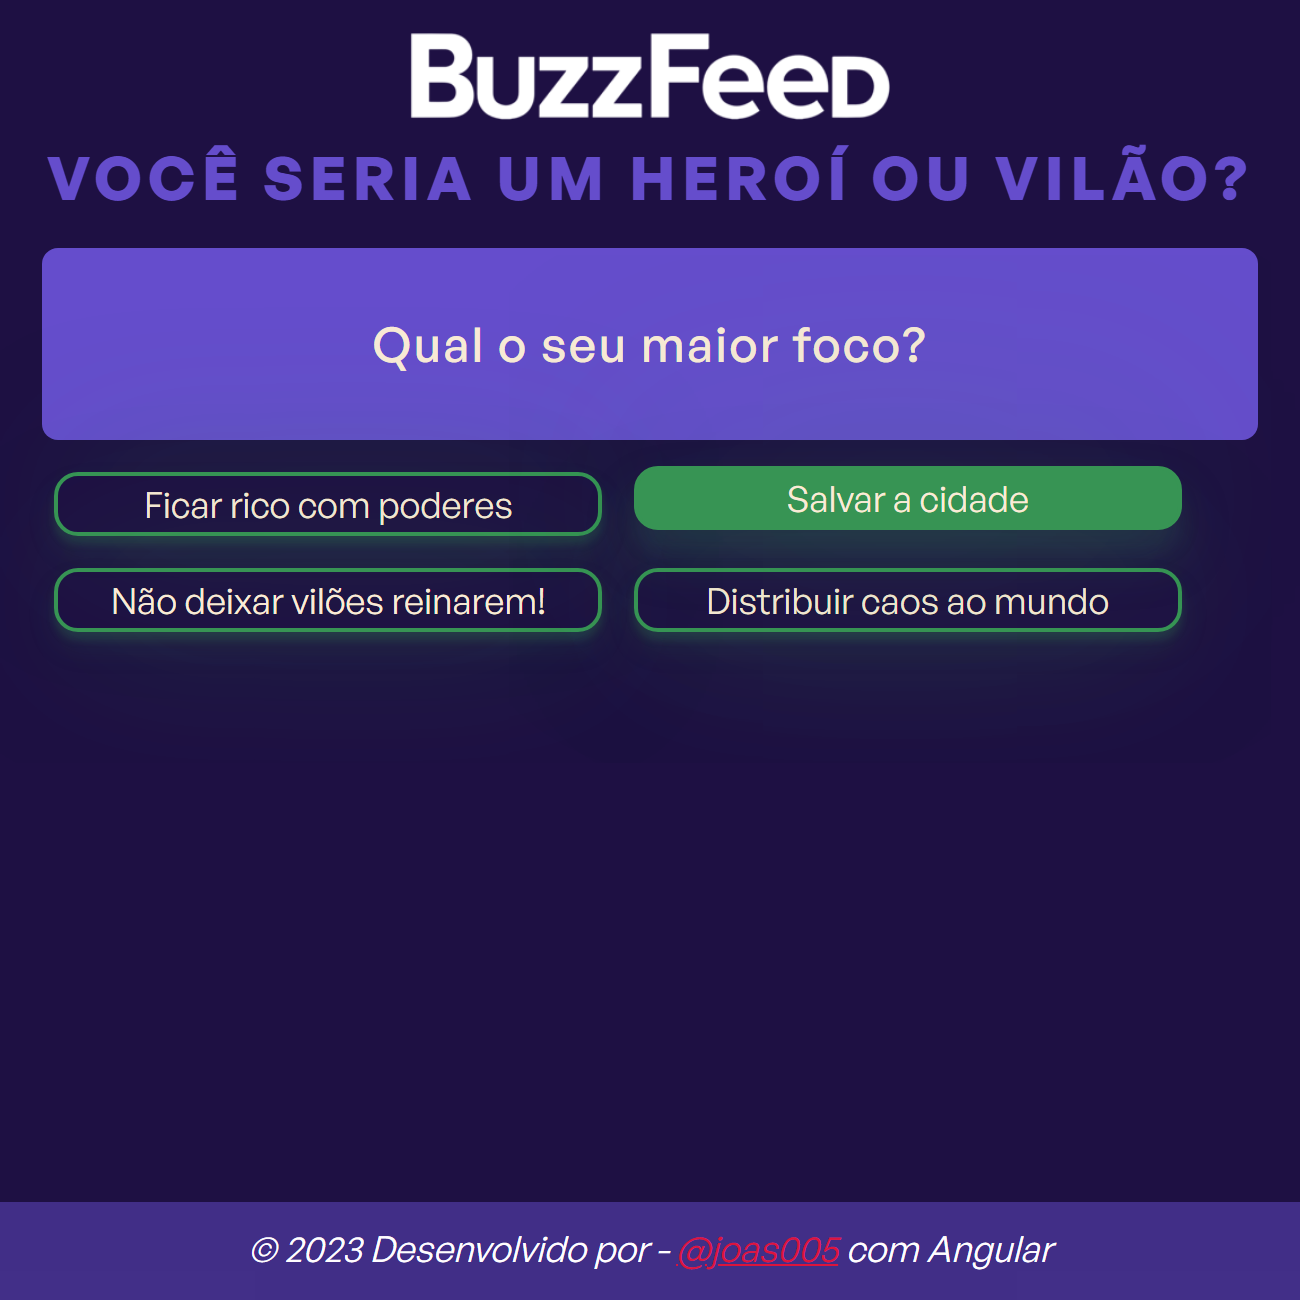 BuzzFeed
VOCÊ SERIA UM HEROÍ OU VILÃO?
Qual o seu maior foco?
Ficar rico com poderes
Salvar a cidade
Não deixar vilões reinarem!
Distribuir caos ao mundo
© 2023 Desenvolvido por - @joas005 com Angular